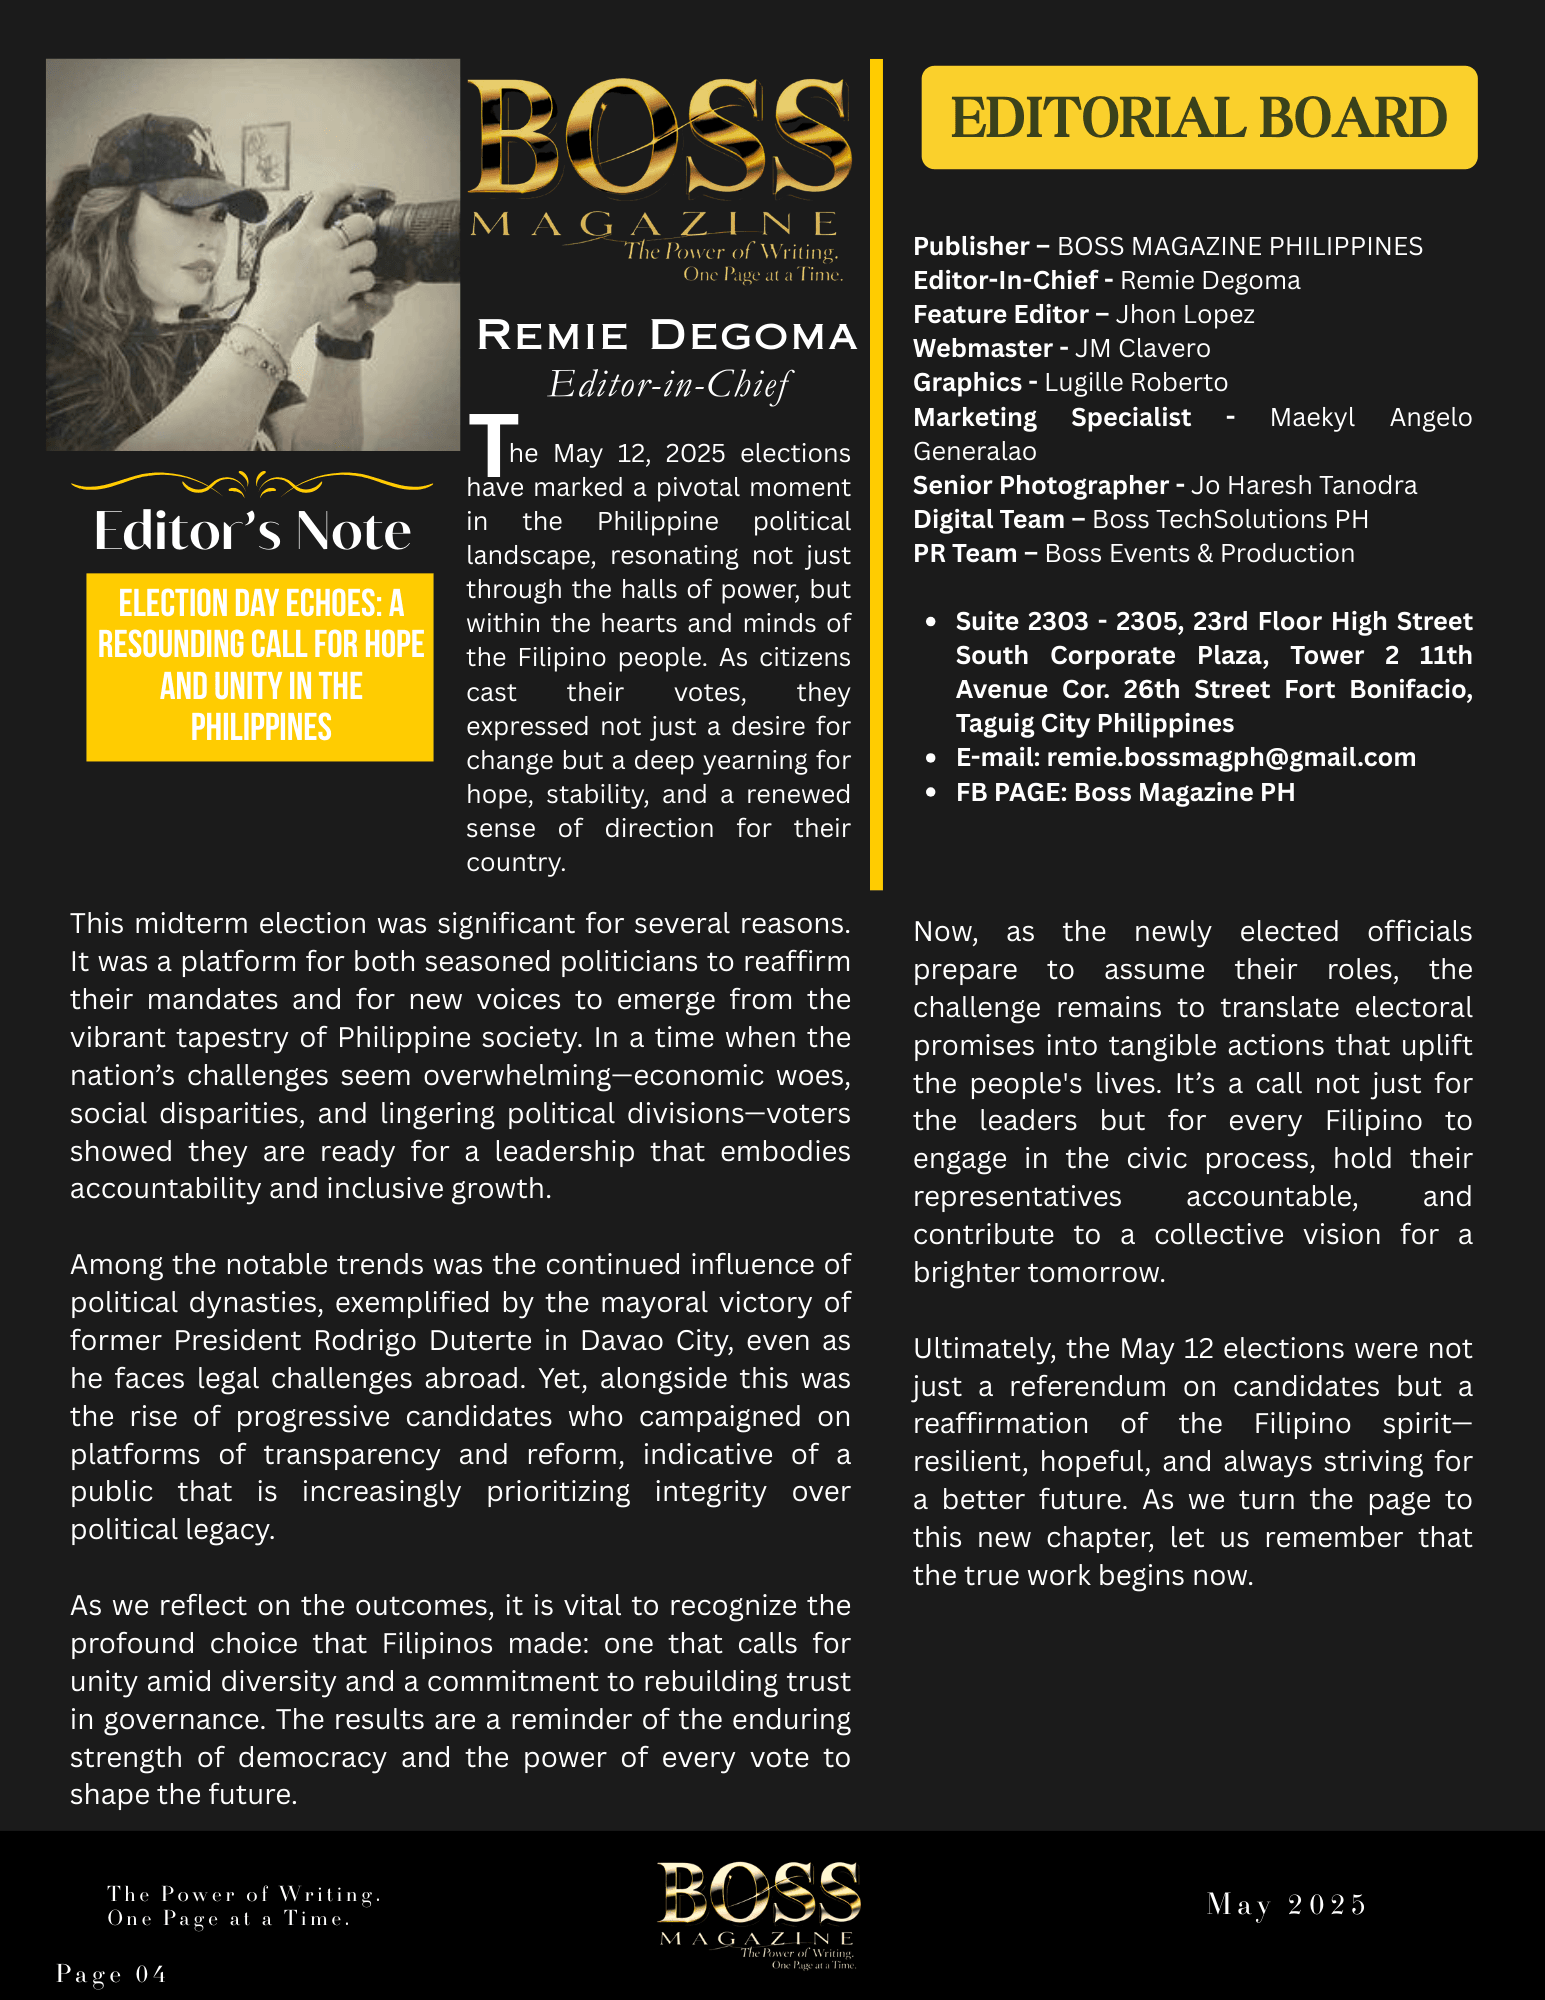 BOSS
MAGAZINE
The Power of Writing.
One Page at a Time.
REMIE DEGOMA
Editor-in-Chief
Editor's Note
ELECTION DAY ECHOES: A
RESOUNDING CALL FOR HOPE
AND UNITY IN THE
PHILIPPINES
The May 12, 2025 elections
have marked a pivotal moment
in the Philippine political
landscape, resonating not just
through the halls of power, but
within the hearts and minds of
the Filipino people. As citizens
cast their votes, they
expressed not just a desire for
change but a deep yearning for
hope, stability, and a renewed
sense of direction for their
country.
This midterm election was significant for several reasons.
It was a platform for both seasoned politicians to reaffirm
their mandates and for new voices to emerge from the
vibrant tapestry of Philippine society. In a time when the
nation’s challenges seem overwhelming—economic woes,
social disparities, and lingering political divisions—voters
showed they are ready for a leadership that embodies
accountability and inclusive growth.
Among the notable trends was the continued influence of
political dynasties, exemplified by the mayoral victory of
former President Rodrigo Duterte in Davao City, even as
he faces legal challenges abroad. Yet, alongside this was
the rise of progressive candidates who campaigned on
platforms of transparency and reform, indicative of a
public that is increasingly prioritizing integrity over
political legacy.
As we reflect on the outcomes, it is vital to recognize the
profound choice that Filipinos made: one that calls for
unity amid diversity and a commitment to rebuilding trust
in governance. The results are a reminder of the enduring
strength of democracy and the power of every vote to
shape the future.
EDITORIAL BOARD
Publisher – BOSS MAGAZINE PHILIPPINES
Editor-In-Chief - Remie Degoma
Feature Editor – Jhon Lopez
Webmaster - JM Clavero
Graphics - Lugille Roberto
Marketing Specialist - Maekyl Angelo
Generalao
Senior Photographer - Jo Haresh Tanodra
Digital Team – Boss TechSolutions PH
PR Team – Boss Events & Production
• Suite 2303 - 2305, 23rd Floor High Street
South Corporate Plaza, Tower 2 11th
Avenue Cor. 26th Street Fort Bonifacio,
Taguig City Philippines
• E-mail: remie.bossmagph@gmail.com
• FB PAGE: Boss Magazine PH
Now, as the newly elected officials
prepare to assume their roles, the
challenge remains to translate electoral
promises into tangible actions that uplift
the people's lives. It’s a call not just for
the leaders but for every Filipino to
engage in the civic process, hold their
representatives accountable, and
contribute to a collective vision for a
brighter tomorrow.
Ultimately, the May 12 elections were not
just a referendum on candidates but a
reaffirmation of the Filipino spirit—
resilient, hopeful, and always striving for
a better future. As we turn the page to
this new chapter, let us remember that
the true work begins now.
The Power of Writing.
One Page at a Time.
Page 04
BOSS
MAGAZINE
The Power of Writing.
One Page at a Time.
May 2025